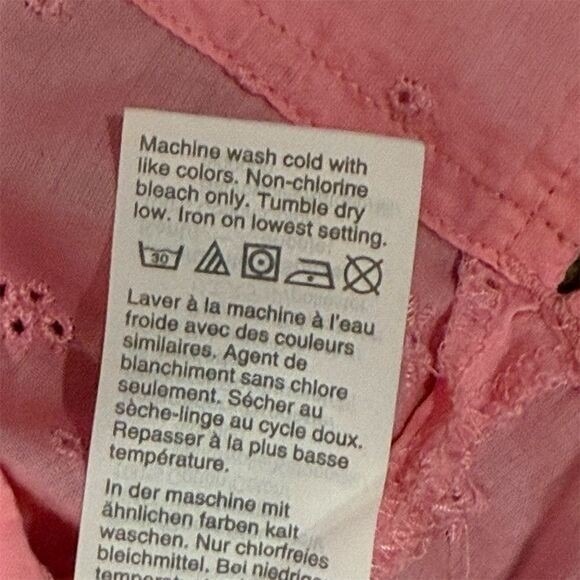 Machine wash cold with
like colors. Non-chlorine
bleach only. Tumble dry
low. Iron on lowest setting.
30
Laver à la machine à l'eau
froide avec des couleurs
similaires. Agent de
blanchiment sans chlore
seulement. Sécher au
sèche-linge au cycle doux.
Repasser à la plus basse
température.
In der maschine mit
ähnlichen farben kalt
waschen. Nur chlorfreies
bleichmittel. Bei niedrige